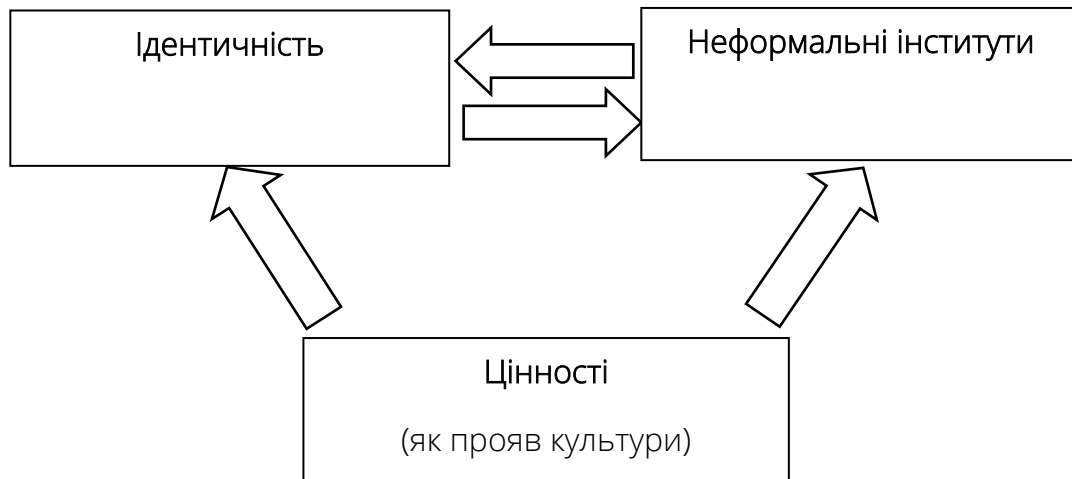 Ідентичність
Неформальні інститути
Цінності
(як прояв культури)